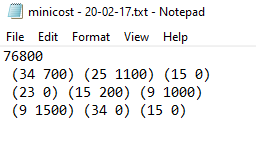 minicost - 20-02-17.txt - Notepad
File Edit Format View Help
76800
(34 700) (25 1100) (15 0)
(23 0) (15 200) (9 1000)
(9 1500) (34 0) (15 0)